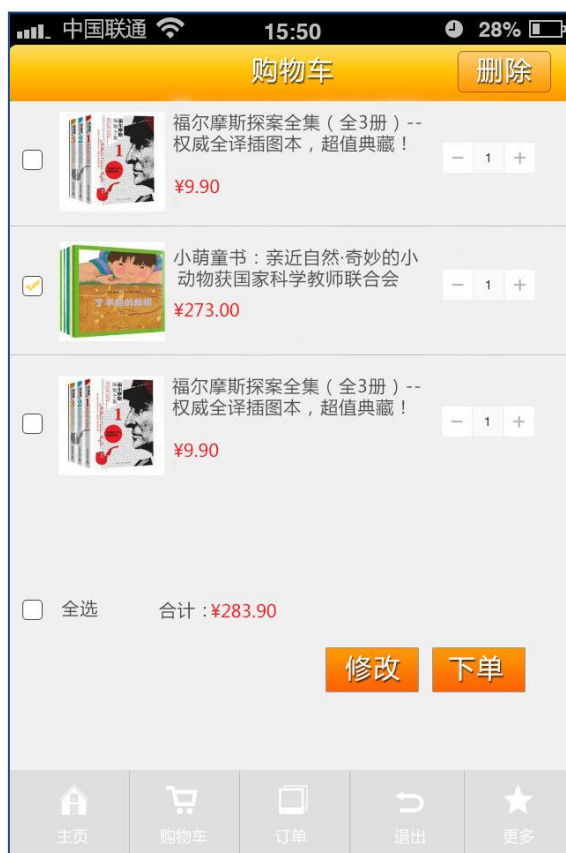 中国联通
15:50
28%
购物车
删除
福尔摩斯探案全集（全3册）--
权威全译插图本，超值典藏！
¥9.90
1
小萌童书：亲近自然·奇妙的小
动物获国家科学教师联合会
¥273.00
1
福尔摩斯探案全集（全3册）--
权威全译插图本，超值典藏！
¥9.90
1
全选
合计：¥283.90
修改
下单
主页
购物车
订单
退出
更多